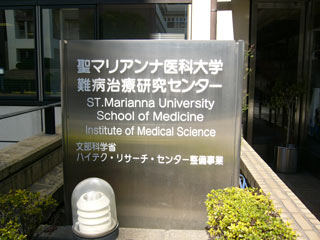 聖マリアンナ医科大学
難病治療研究センター
ST.Marianna University
School of Medicine
Institute of Medical Science
文部科学省
ハイテク・リサーチ・センター整備事業